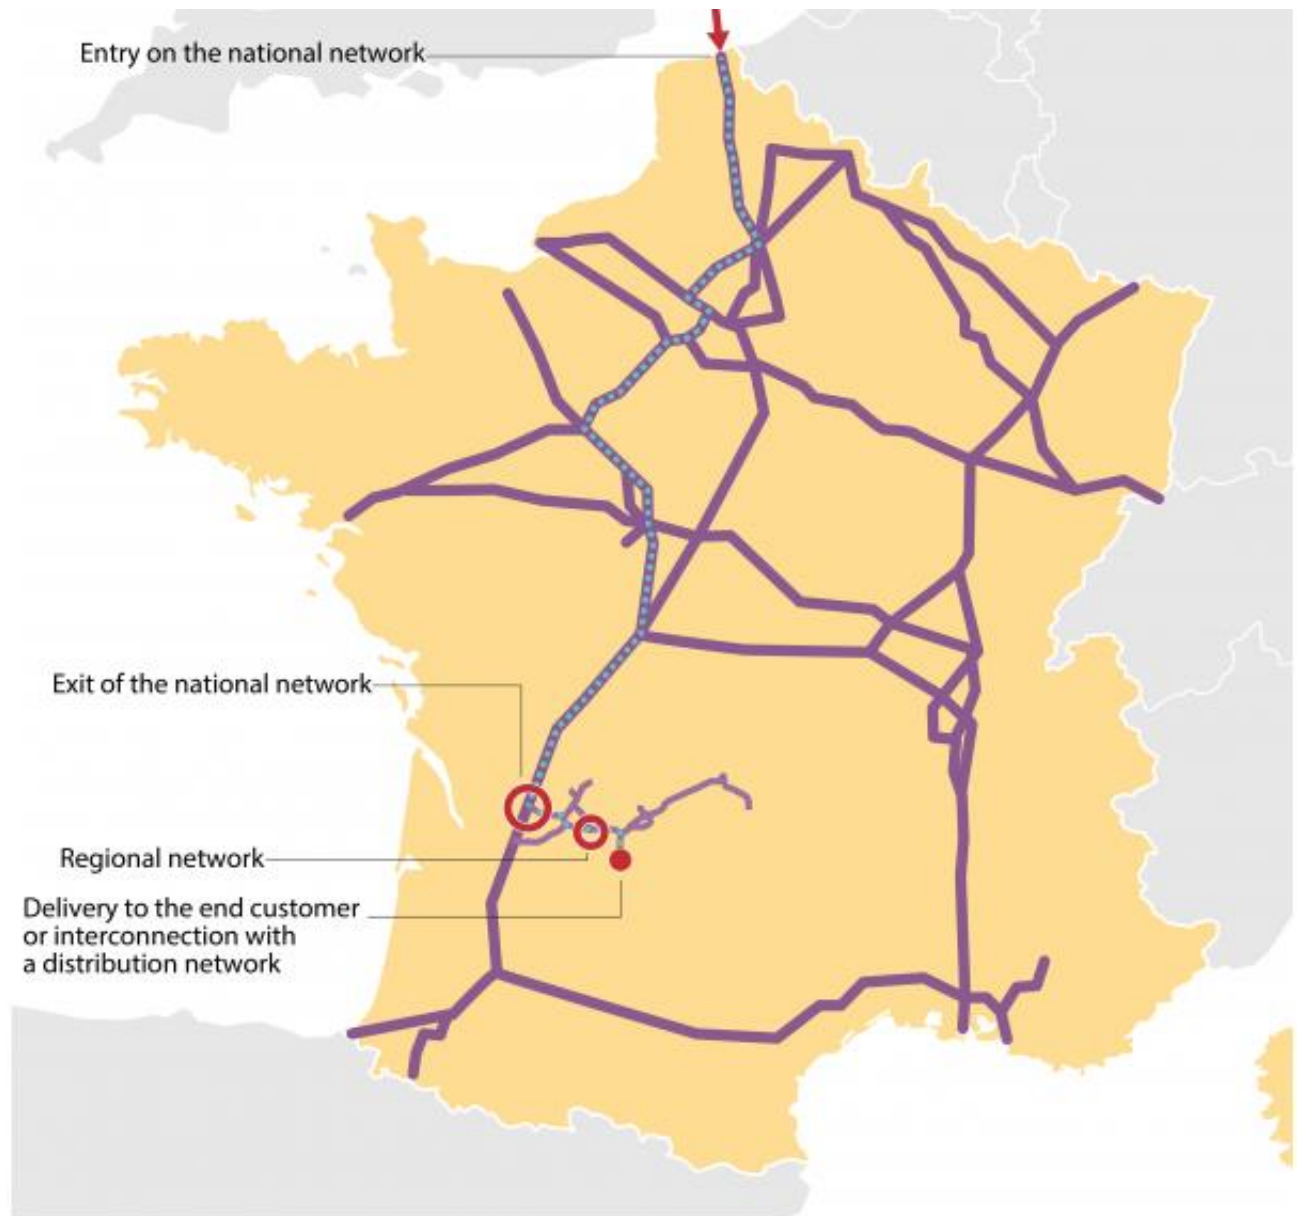 Entry on the national network
Exit of the national network
Regional network
Delivery to the end customer
or interconnection with
a distribution network